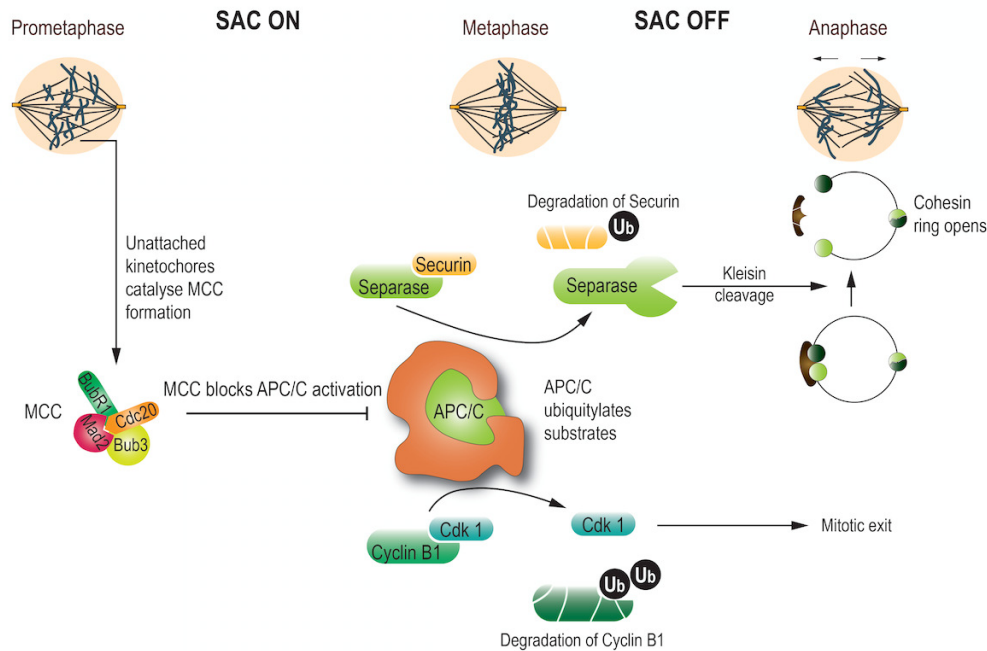 SAC ON
SAC OFF
Prometaphase
Metaphase
Anaphase
Degradation of Securin
Ub
Cohesin
ring opens
Unattached
kinetochores
catalyse MCC
formation
Securin
Separase
Separase
Kleisin
cleavage
MCC blocks APC/C activation
MCC
BubR1
Cdc20
Mad2
Bub3
APC/C
APC/C
ubiquitylates
substrates
Cdk 1
Cyclin B1
Cdk 1
Mitotic exit
Ub
Ub
Degradation of Cyclin B1